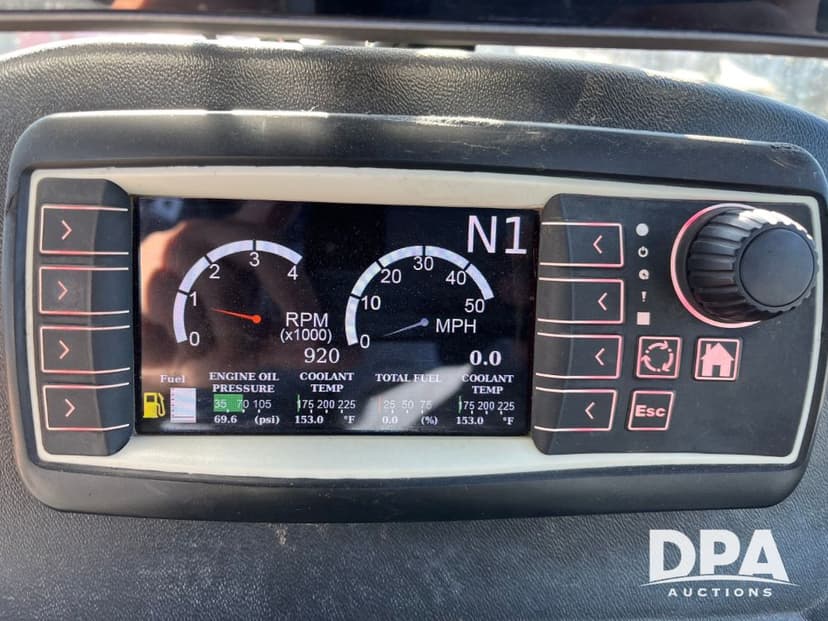 N1
0
1
2
3
4
RPM
(x1000)
920
0
10
20
30
40
50
MPH
0.0
Fuel
ENGINE OIL
PRESSURE
35 70 105
69.6 (psi)
COOLANT
TEMP
175 200 225
153.0 °F
TOTAL FUEL
25 50 75
0.0 (%)
COOLANT
TEMP
175 200 225
153.0 °F
!
Esc
DPA
AUCTIONS